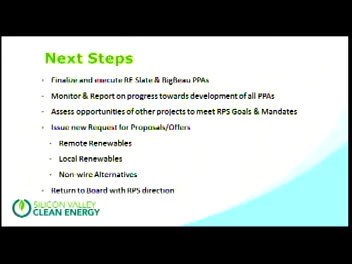 Next Steps
Finalize and execute RE Slate & BigBeau PPAs
Monitor & Report on progress towards development of all PPAs
Assess opportunities of other projects to meet RPS Goals & Mandates
Issue new Request for Proposals/Offers
Remote Renewables
Local Renewables
Non-wire Alternatives
Return to Board with RPS direction
SILICON VALLEY
CLEAN ENERGY